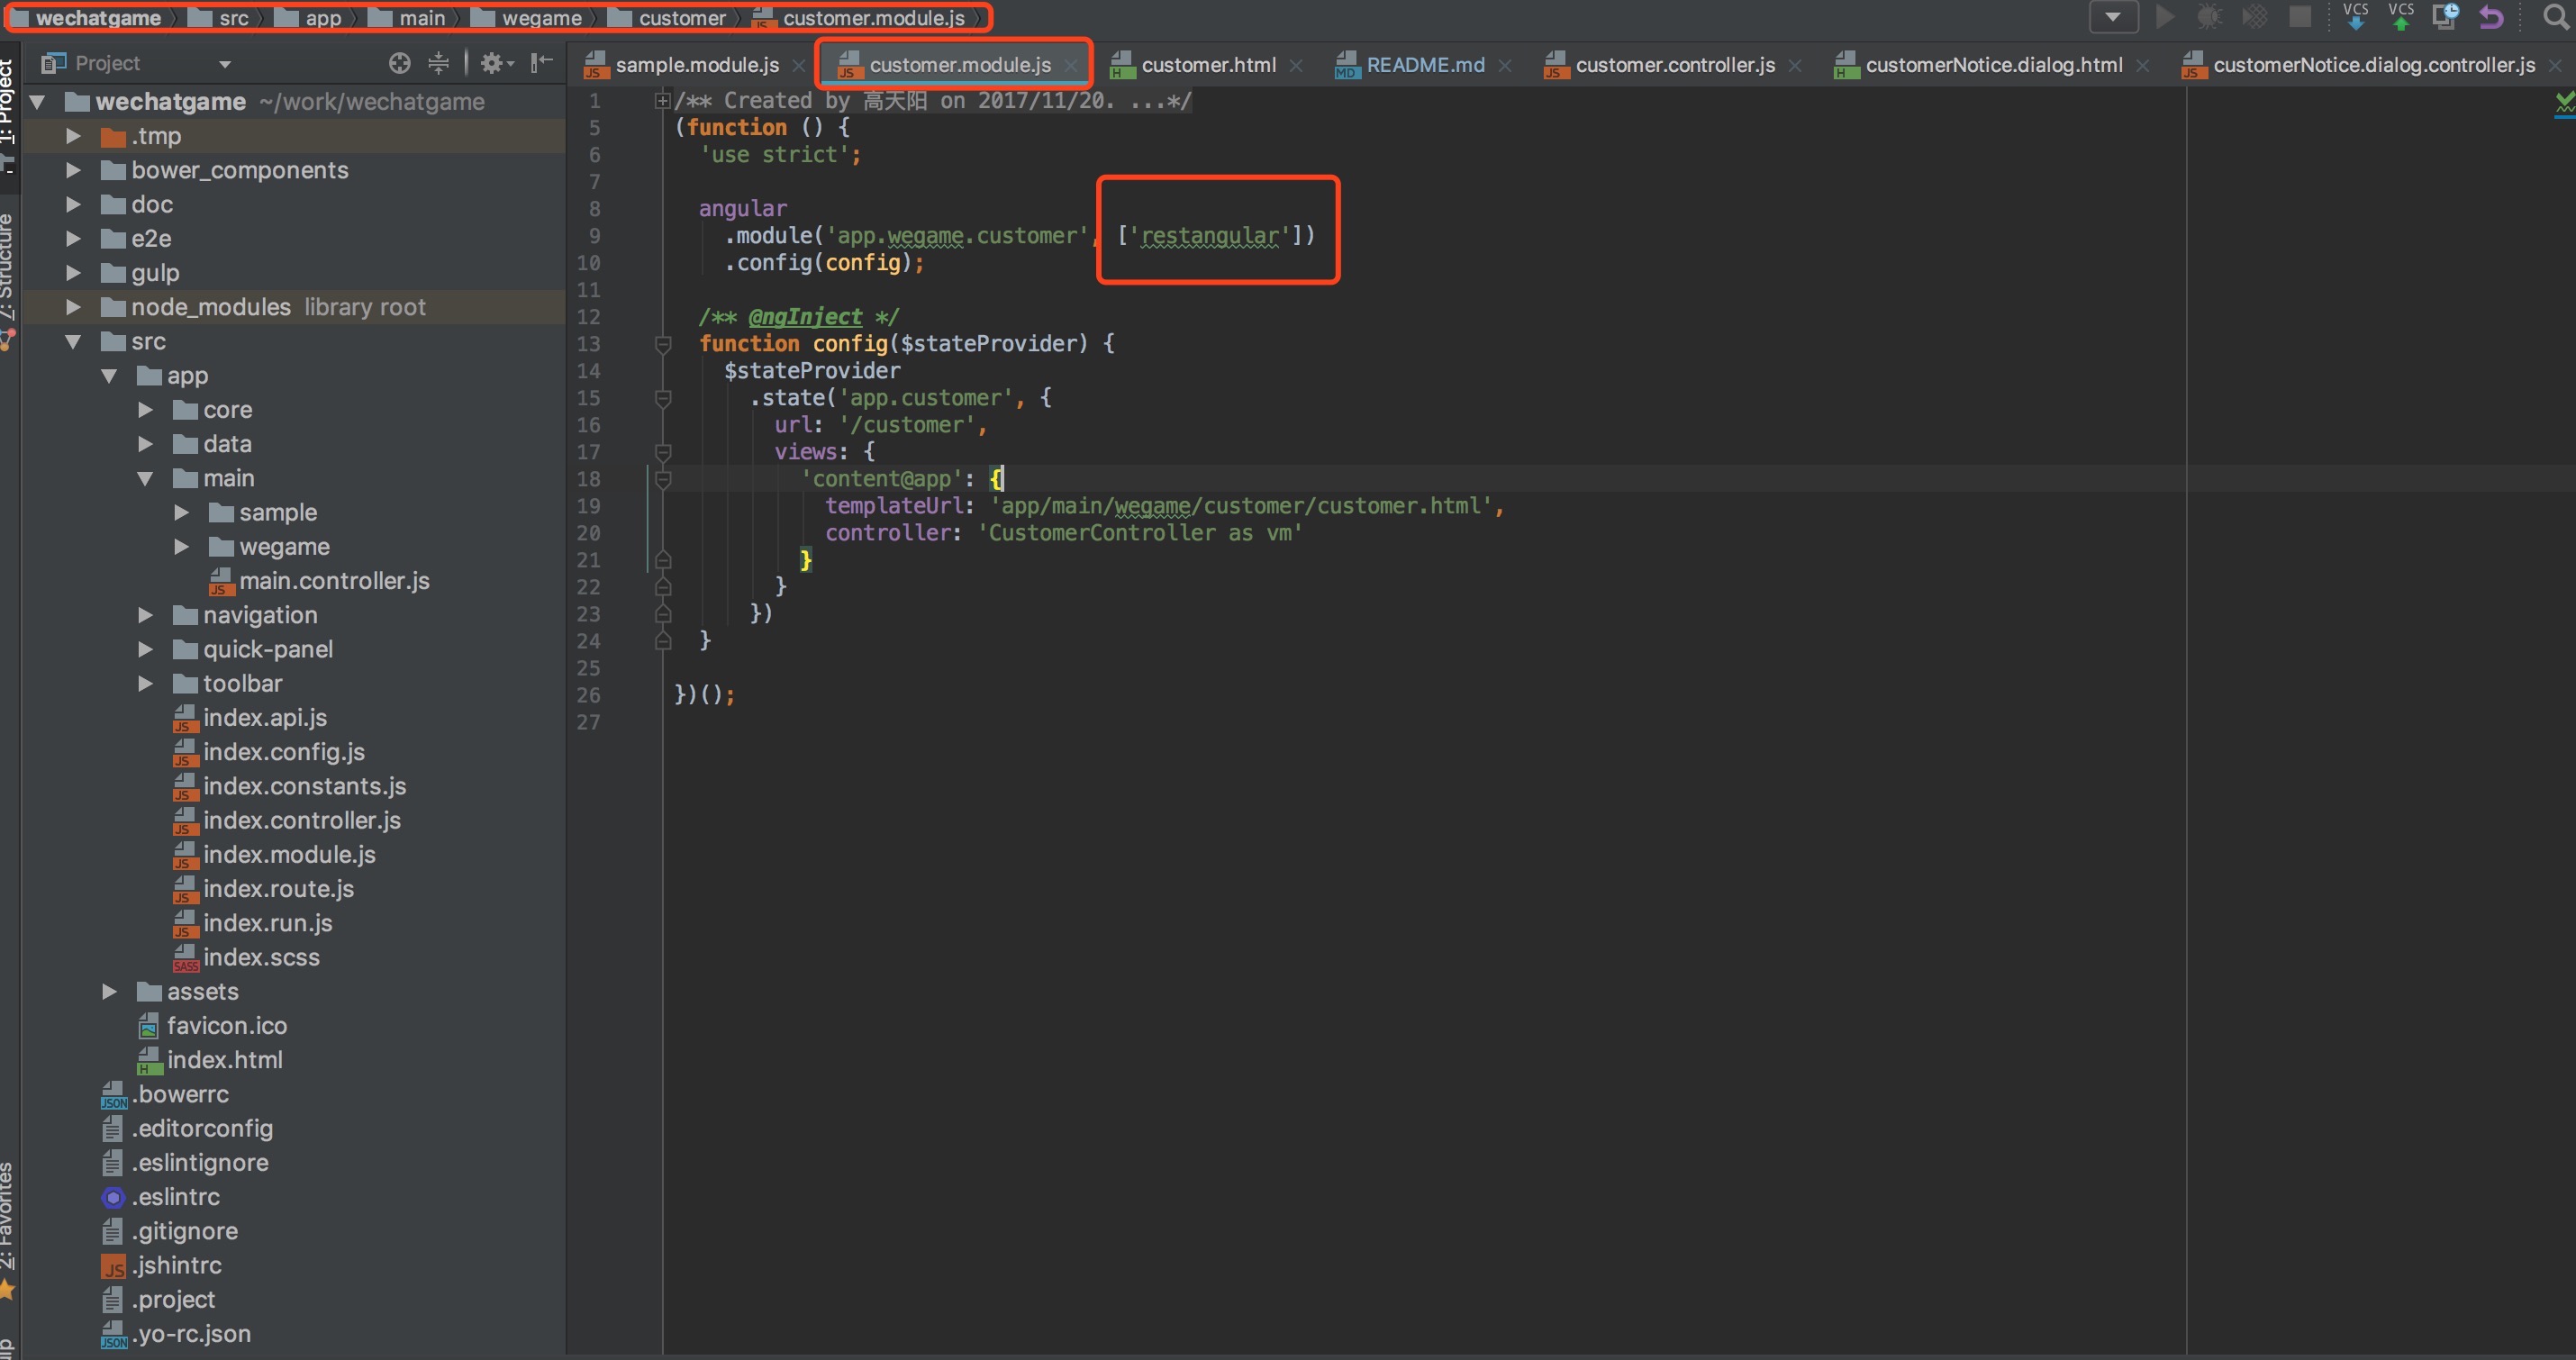 wechatgame src app main wegame customer customer.module.js
VCS VCS
1: Project
Project
sample.module.js customer.module.js customer.html README.md customer.controller.js customerNotice.dialog.html customerNotice.dialog.controller.js
wechatgame ~/work/wechatgame
.tmp
bower_components
doc
e2e
gulp
node_modules library root
src
app
core
data
main
sample
wegame
main.controller.js
navigation
quick-panel
toolbar
index.api.js
index.config.js
index.constants.js
index.controller.js
index.module.js
index.route.js
index.run.js
index.scss
assets
favicon.ico
index.html
.bowerrc
.editorconfig
.eslintignore
.eslintrc
.gitignore
.jshintrc
.project
.yo-rc.json
Z: Structure
2: Favorites
1 /** Created by 高天阳 on 2017/11/20. ...*/
5 (function () {
6 'use strict';
7
8 angular
9 .module('app.wegame.customer', ['restangular'])
10 .config(config);
11
12 /** @ngInject */
13 function config($stateProvider) {
14 $stateProvider
15 .state('app.customer', {
16 url: '/customer',
17 views: {
18 'content@app': {
19 templateUrl: 'app/main/wegame/customer/customer.html',
20 controller: 'CustomerController as vm'
21 }
22 }
23 })
24 }
25
26 })();
27